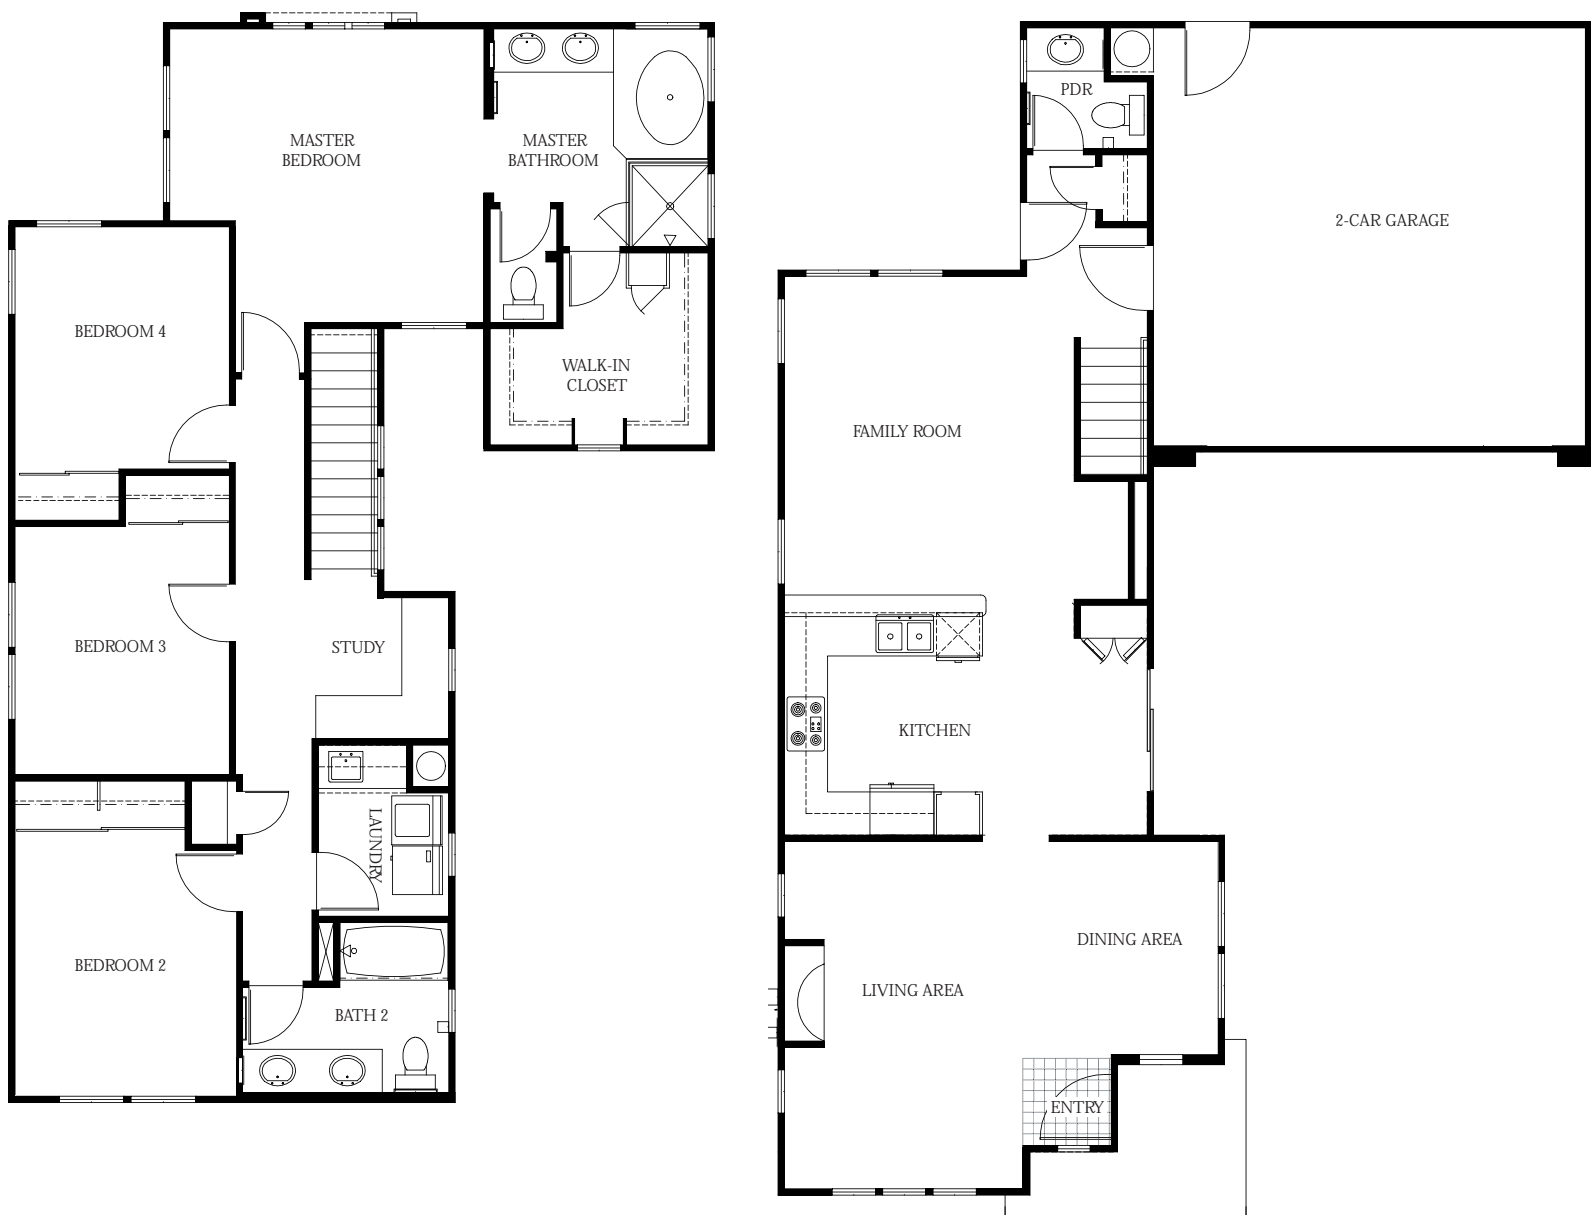 MASTER
BEDROOM
MASTER
BATHROOM
BEDROOM 4
WALK-IN
CLOSET
BEDROOM 3
STUDY
LAUNDRY
BEDROOM 2
BATH 2
PDR
2-CAR GARAGE
FAMILY ROOM
KITCHEN
DINING AREA
LIVING AREA
ENTRY